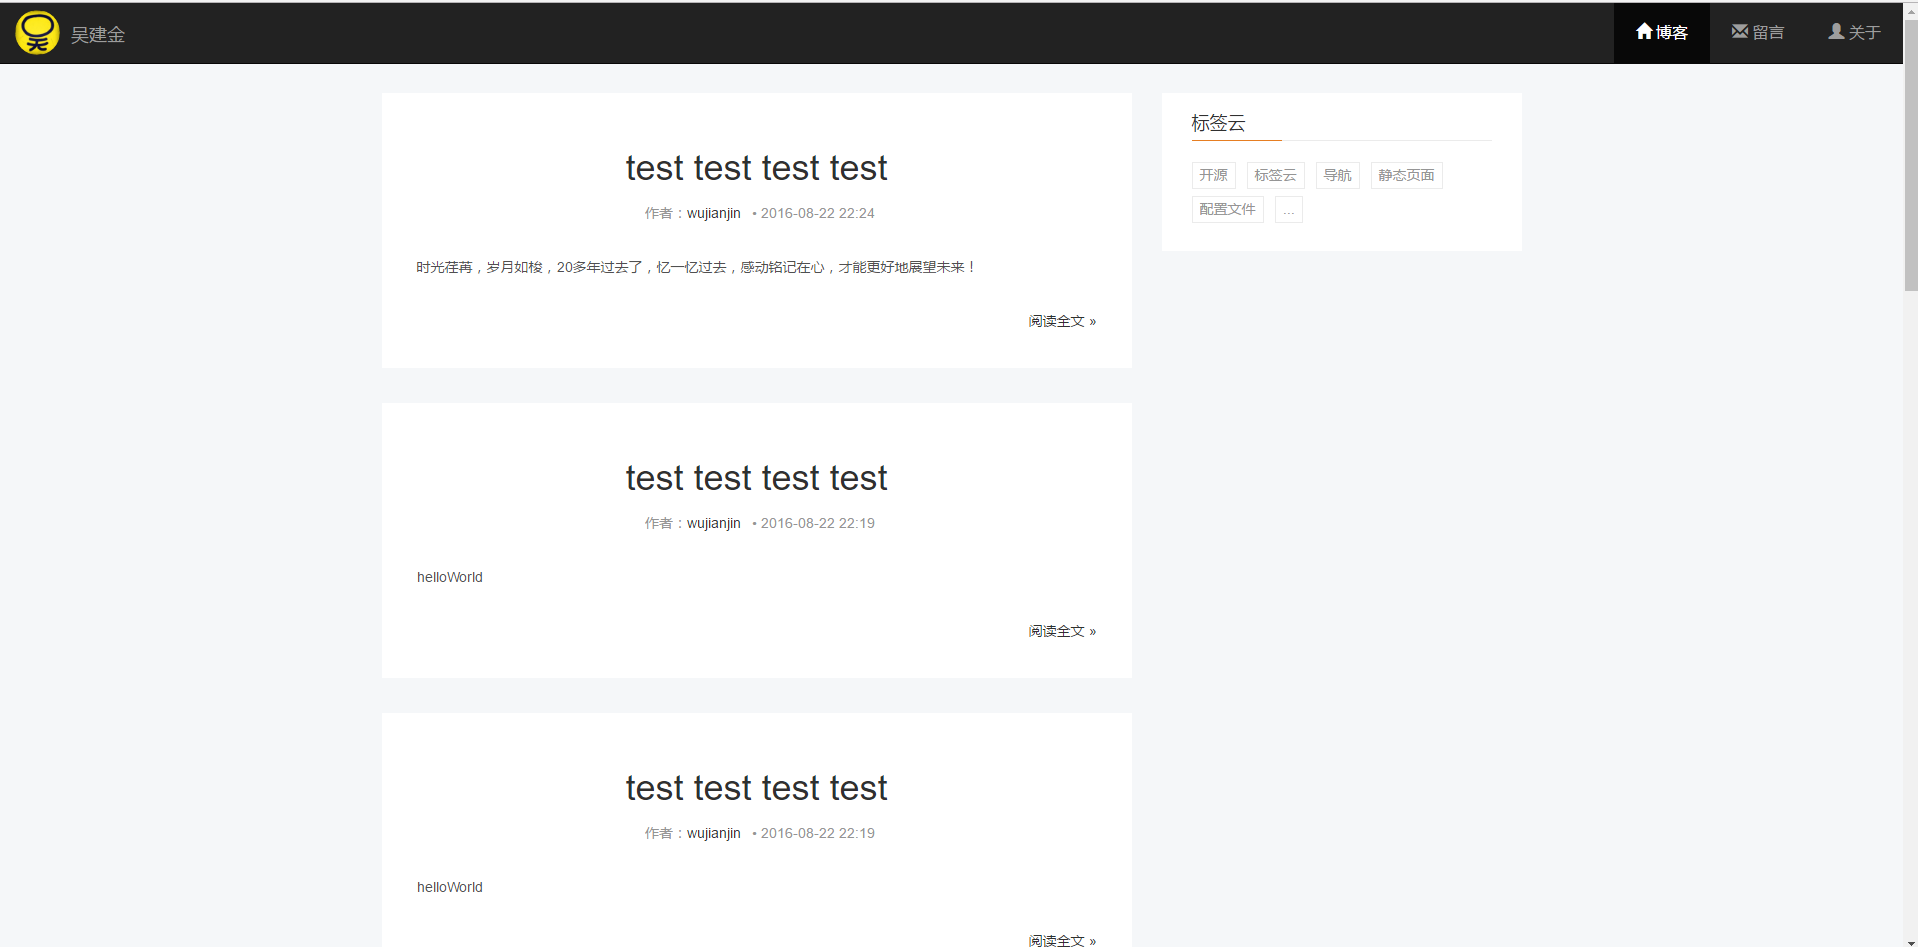 吴建金
博客 留言 关于
test test test test
作者：wujianjin • 2016-08-22 22:24
时光荏苒，岁月如梭，20多年过去了，忆一忆过去，感动铭记在心，才能更好地展望未来！
阅读全文 »
test test test test
作者：wujianjin • 2016-08-22 22:19
helloWorld
阅读全文 »
test test test test
作者：wujianjin • 2016-08-22 22:19
helloWorld
阅读全文 »
标签云
开源 标签云 导航 静态页面
配置文件 ...